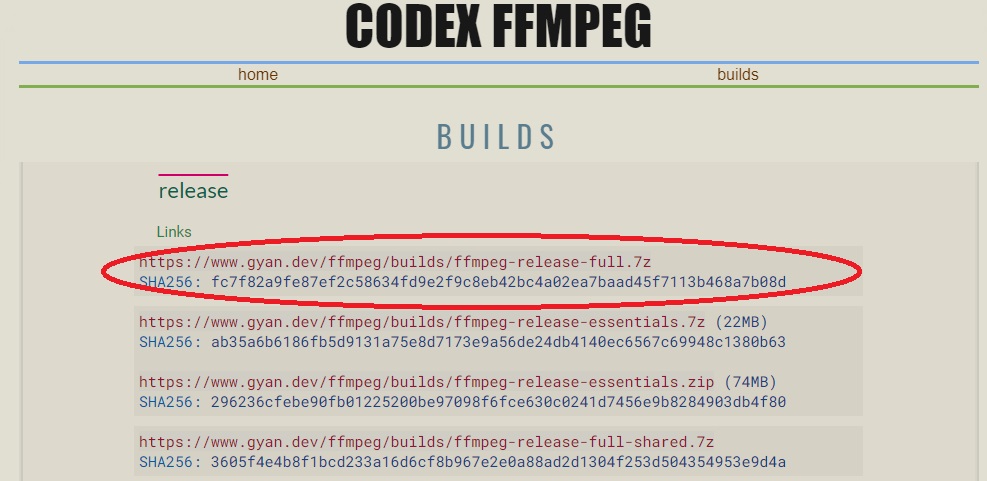 CODEX FFMPEG
home builds
BUILDS
release
Links
https://www.gyan.dev/ffmpeg/builds/ffmpeg-release-full.7z
SHA256: fc7f82a9fe87ef2c58634fd9e2f9c8eb42bc4a02ea7baad45f7113b468a7b08d
https://www.gyan.dev/ffmpeg/builds/ffmpeg-release-essentials.7z (22MB)
SHA256: ab35a6b6186fb5d9131a75e8d7173e9a56de24db4140ec6567c69948c1380b63
https://www.gyan.dev/ffmpeg/builds/ffmpeg-release-essentials.zip (74MB)
SHA256: 296236cfebe90fb01225200be97098f6fce630c0241d7456e9b8284903db4f80
https://www.gyan.dev/ffmpeg/builds/ffmpeg-release-full-shared.7z
SHA256: 3605f4e4b8f1bcd233a16d6cf8b967e2e0a88ad2d1304f253d504354953e9d4a